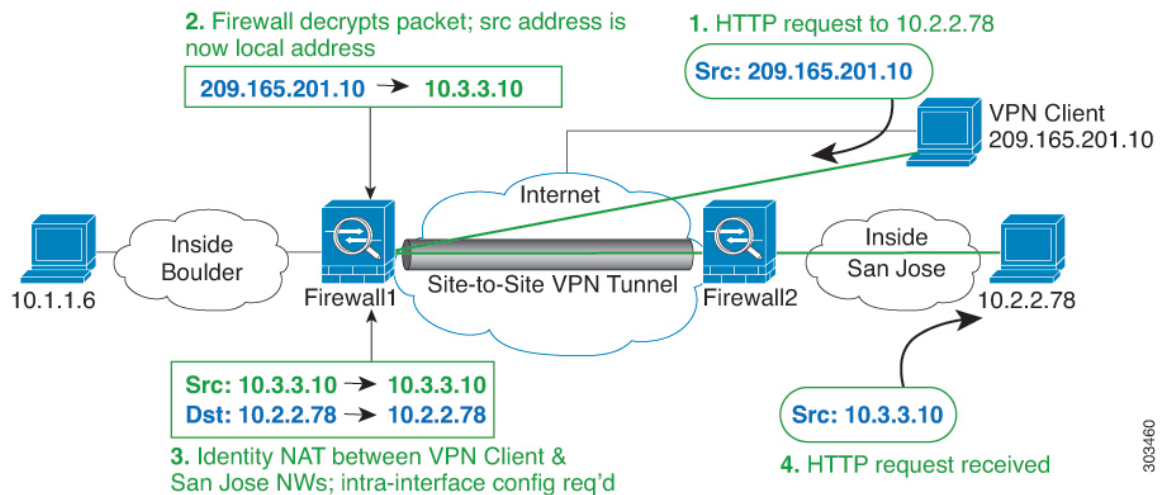 2. Firewall decrypts packet; src address is
now local address
209.165.201.10 → 10.3.3.10
1. HTTP request to 10.2.2.78
Src: 209.165.201.10
VPN Client
209.165.201.10
Internet
Inside
Boulder
Inside
San Jose
10.1.1.6
Firewall1
Site-to-Site VPN Tunnel
Firewall2
10.2.2.78
Src: 10.3.3.10 → 10.3.3.10
Dst: 10.2.2.78 → 10.2.2.78
3. Identity NAT between VPN Client &
San Jose NWs; intra-interface config req'd
Src: 10.3.3.10
4. HTTP request received
303460